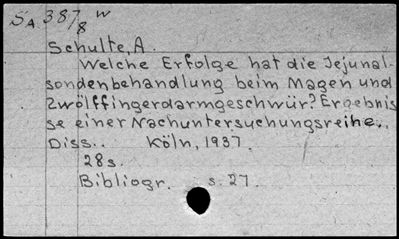 SA 387/8 W
Schulte, A.
Welche Erfolge hat die Jejunal-
sondenbehandlung beim Magen und
Zwölffingerdarmgeschwür? Ergebnis
se einer Nachuntersuchungsreihe.
Diss.. Köln, 1937.
28s.
Bibliogr. s. 27.